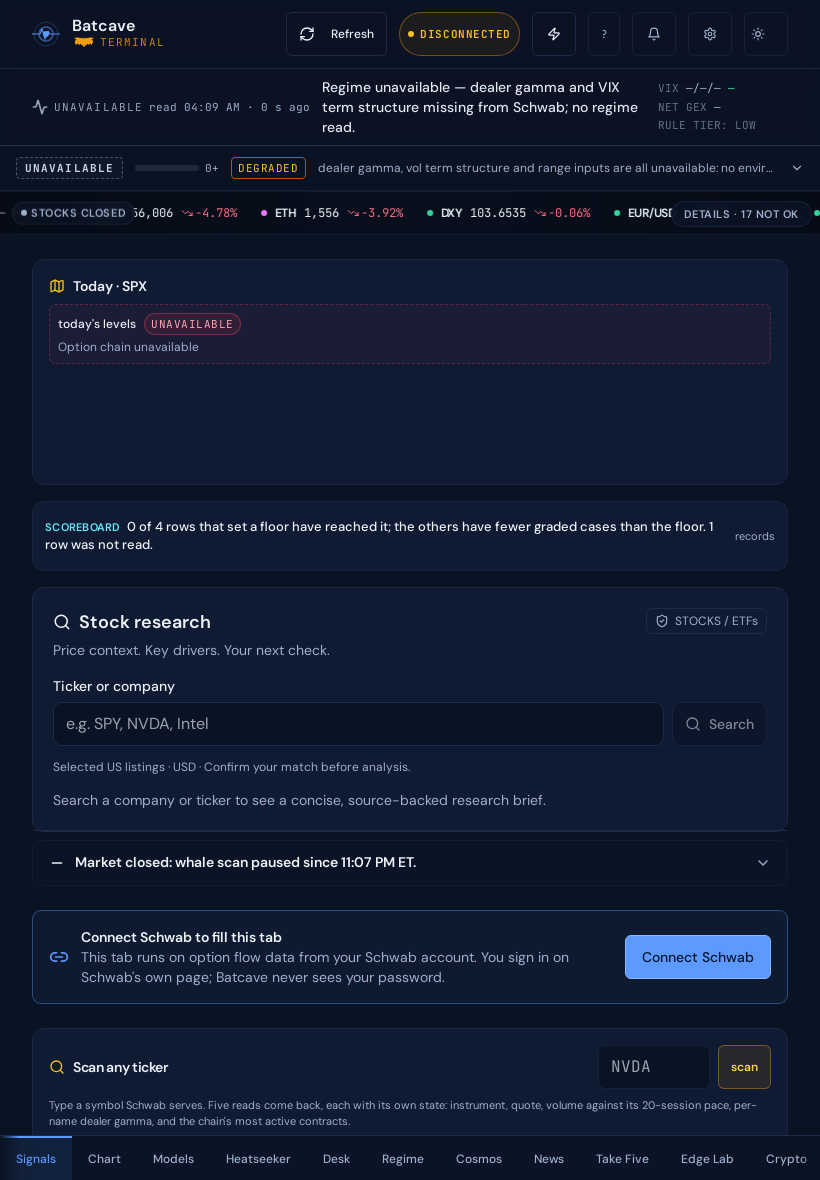 Batcave
TERMINAL
Refresh
DISCONNECTED
?
UNAVAILABLE read 04:09 AM · 0 s ago
Regime unavailable — dealer gamma and VIX
term structure missing from Schwab; no regime
read.
VIX —/—/— —
NET GEX —
RULE TIER: LOW
UNAVAILABLE
0+
DEGRADED
dealer gamma, vol term structure and range inputs are all unavailable: no envir…
STOCKS CLOSED
56,006 -4.78%
ETH 1,556 -3.92%
DXY 103.6535 -0.06%
EUR/USD
DETAILS · 17 NOT OK
Today · SPX
today's levels UNAVAILABLE
Option chain unavailable
SCOREBOARD 0 of 4 rows that set a floor have reached it; the others have fewer graded cases than the floor. 1
row was not read.
records
Stock research
STOCKS / ETFs
Price context. Key drivers. Your next check.
Ticker or company
e.g. SPY, NVDA, Intel
Search
Selected US listings · USD · Confirm your match before analysis.
Search a company or ticker to see a concise, source-backed research brief.
Market closed: whale scan paused since 11:07 PM ET.
Connect Schwab to fill this tab
This tab runs on option flow data from your Schwab account. You sign in on
Schwab's own page; Batcave never sees your password.
Connect Schwab
Scan any ticker
NVDA
scan
Type a symbol Schwab serves. Five reads come back, each with its own state: instrument, quote, volume against its 20-session pace, per-
name dealer gamma, and the chain's most active contracts.
Signals
Chart
Models
Heatseeker
Desk
Regime
Cosmos
News
Take Five
Edge Lab
Crypto